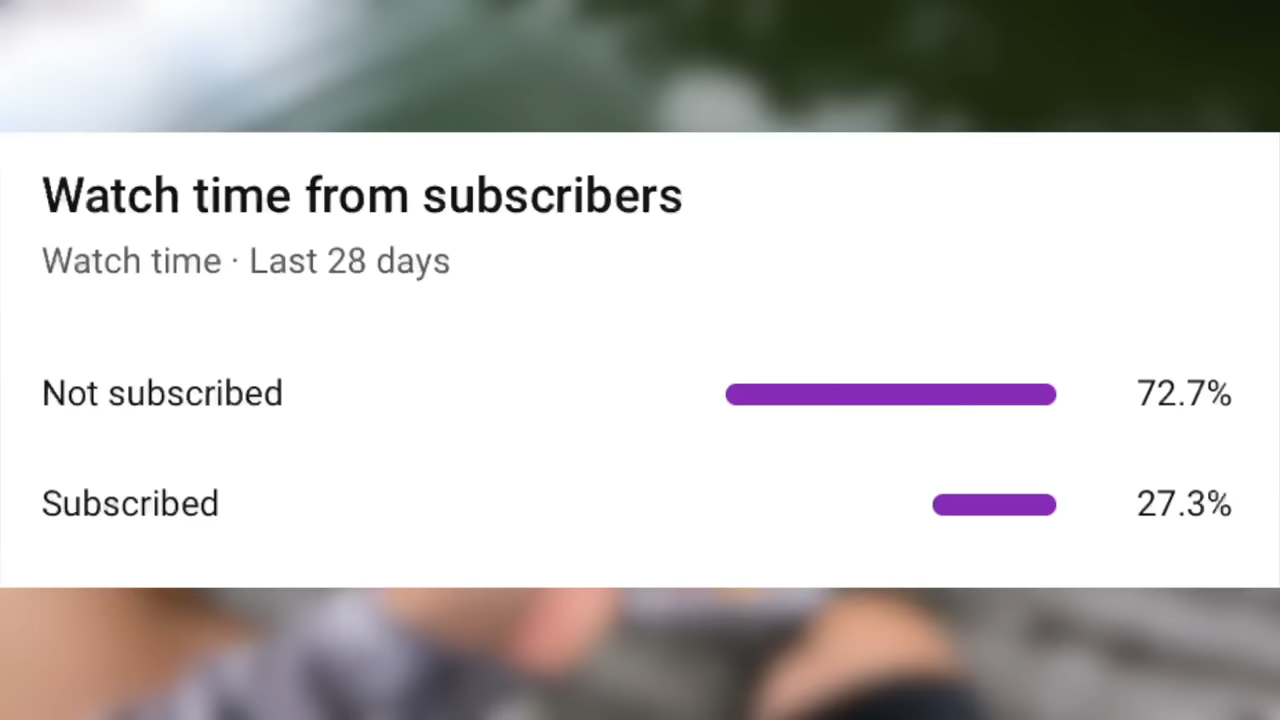 Watch time from subscribers
Watch time · Last 28 days
Not subscribed 72.7%
Subscribed 27.3%